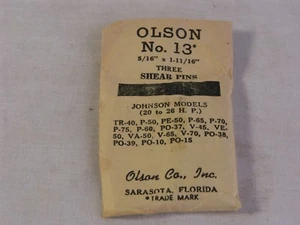 OLSON
No. 13*
5/16" x 1-11/16"
THREE
SHEAR PINS
JOHNSON MODELS
(20 to 26 H. P.)
TR-40, P-50, PE-50, P-65, P-70,
P-75, P-80, PO-37, V-45, VE-
50, VA-50, V-65, V-70, PO-38,
PO-39, PO-10, PO-15
Olson Co., Inc.
SARASOTA, FLORIDA
*TRADE MARK